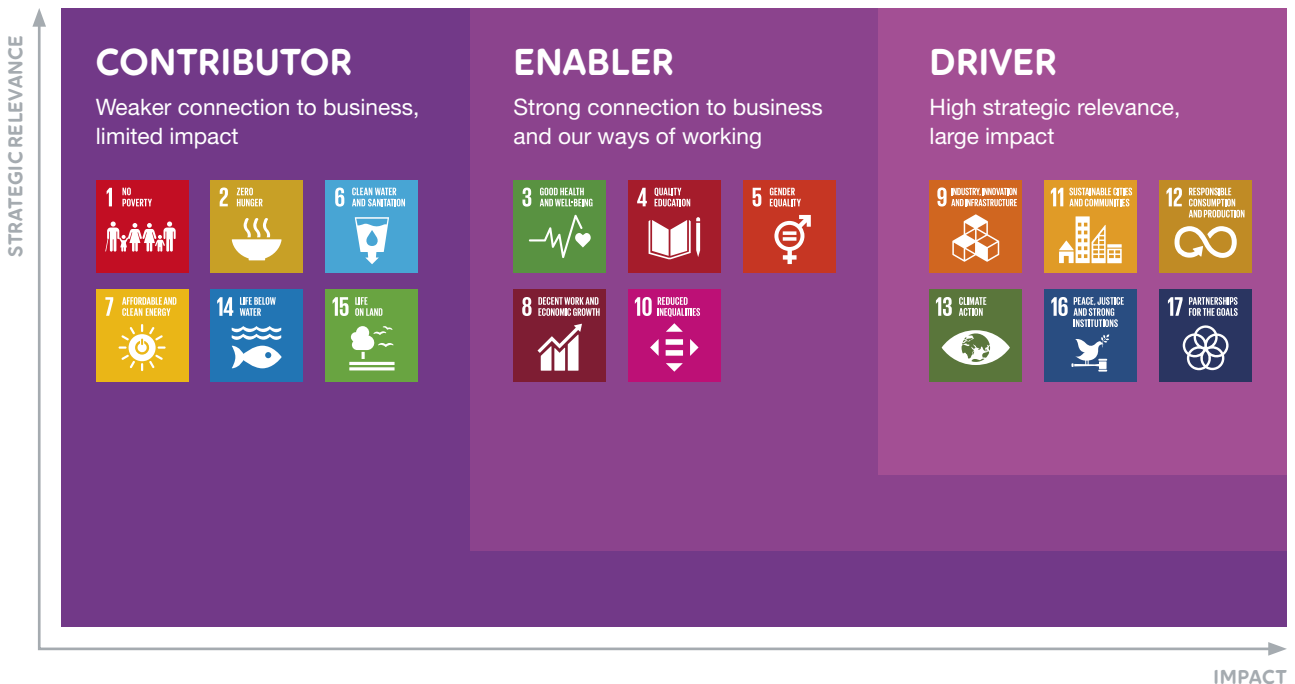 STRATEGIC RELEVANCE
CONTRIBUTOR
Weaker connection to business,
limited impact
1 NO
POVERTY
2 ZERO
HUNGER
6 CLEAN WATER
AND SANITATION
7 AFFORDABLE AND
CLEAN ENERGY
14 LIFE BELOW
WATER
15 LIFE
ON LAND
ENABLER
Strong connection to business
and our ways of working
3 GOOD HEALTH
AND WELL-BEING
4 QUALITY
EDUCATION
5 GENDER
EQUALITY
8 DECENT WORK AND
ECONOMIC GROWTH
10 REDUCED
INEQUALITIES
DRIVER
High strategic relevance,
large impact
9 INDUSTRY, INNOVATION
AND INFRASTRUCTURE
11 SUSTAINABLE CITIES
AND COMMUNITIES
12 RESPONSIBLE
CONSUMPTION
AND PRODUCTION
13 CLIMATE
ACTION
16 PEACE, JUSTICE
AND STRONG
INSTITUTIONS
17 PARTNERSHIPS
FOR THE GOALS
IMPACT